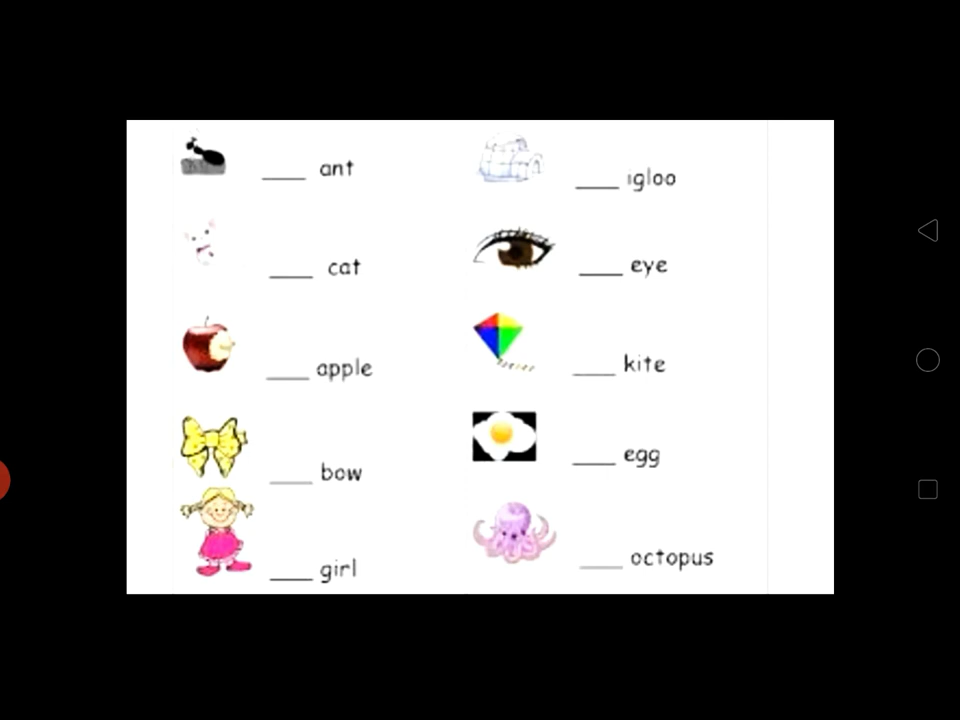 ____ ant
____ igloo
____ cat
____ eye
____ apple
____ kite
____ bow
____ egg
____ girl
____ octopus